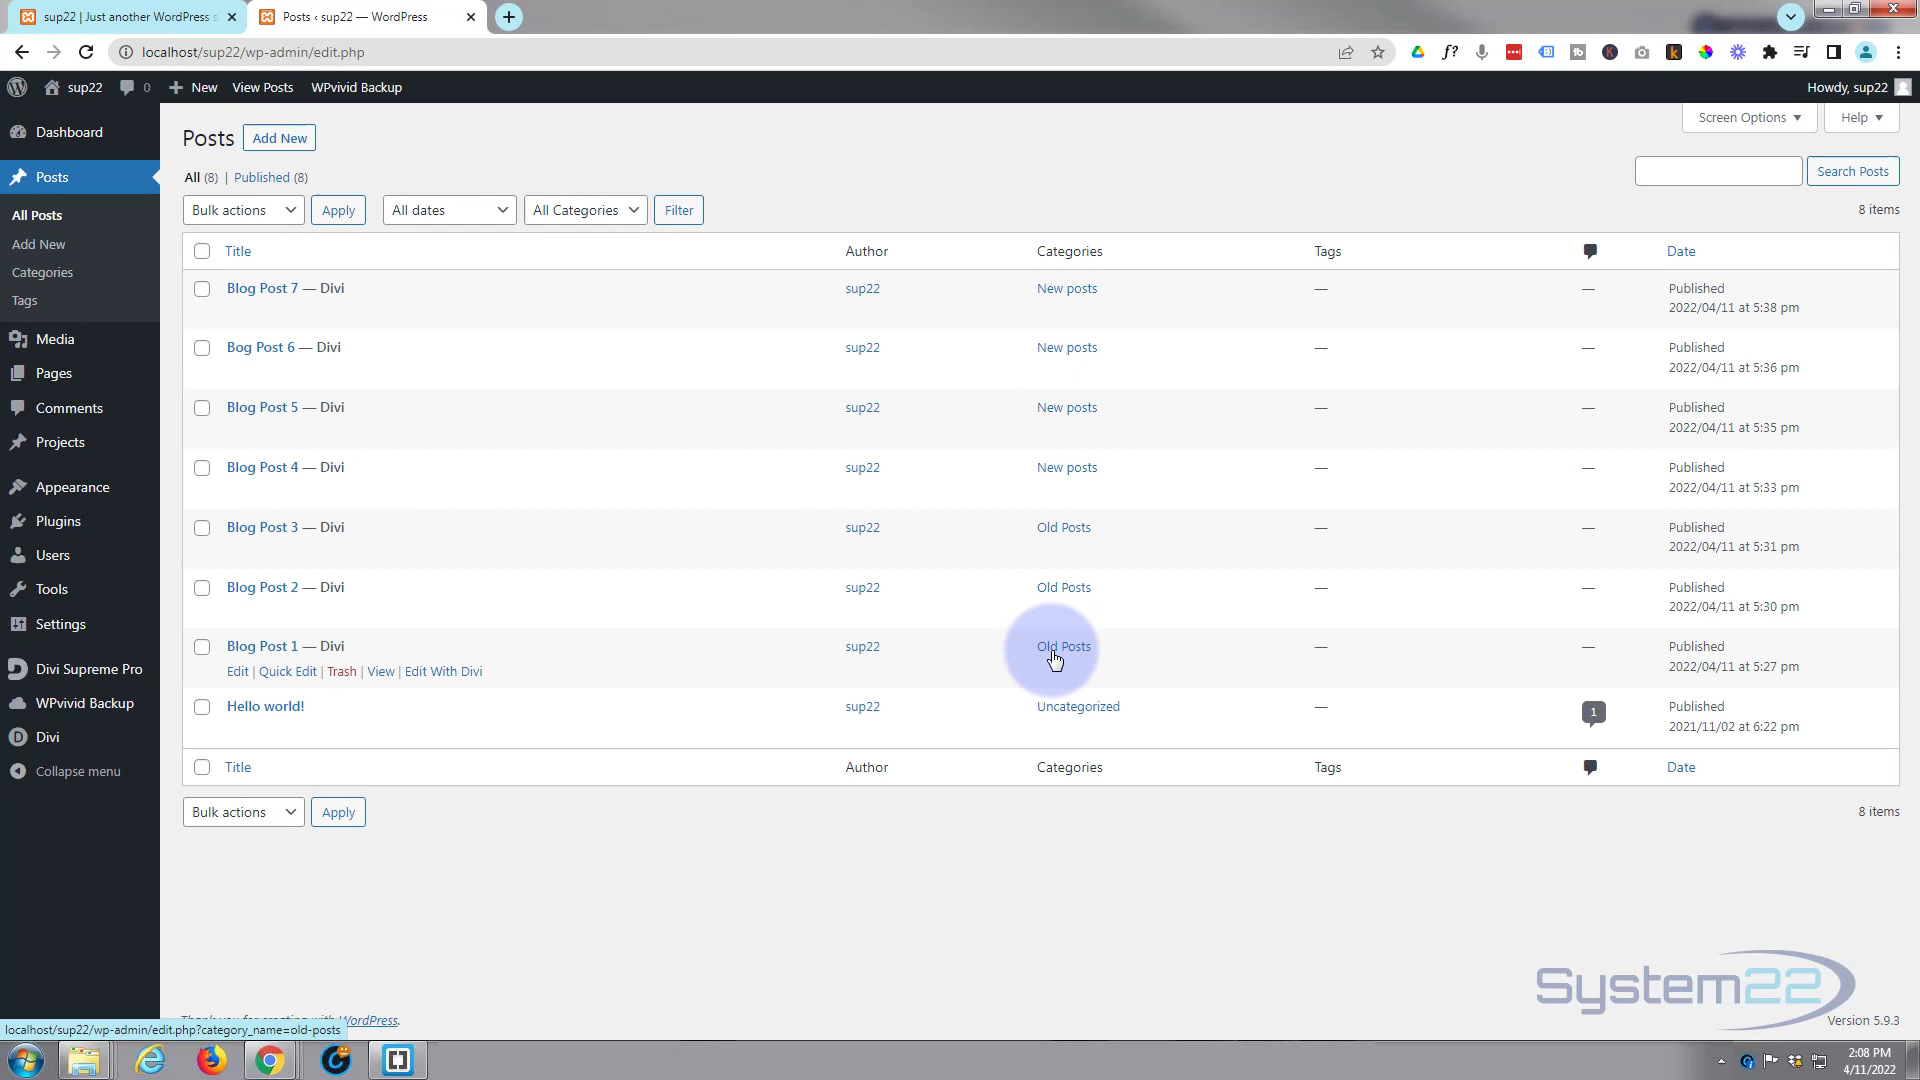 sup22 | Just another WordPress s
Posts ‹ sup22 — WordPress
localhost/sup22/wp-admin/edit.php
sup22
0
New
View Posts
WPvivid Backup
Howdy, sup22
Dashboard
Posts
All Posts
Add New
Categories
Tags
Media
Pages
Comments
Projects
Appearance
Plugins
Users
Tools
Settings
Divi Supreme Pro
WPvivid Backup
Divi
Collapse menu
Posts
Add New
Screen Options
Help
All (8) | Published (8)
Search Posts
Bulk actions
Apply
All dates
All Categories
Filter
8 items
Title Author Categories Tags Date
Blog Post 7 — Divi sup22 New posts — — Published
2022/04/11 at 5:38 pm
Bog Post 6 — Divi sup22 New posts — — Published
2022/04/11 at 5:36 pm
Blog Post 5 — Divi sup22 New posts — — Published
2022/04/11 at 5:35 pm
Blog Post 4 — Divi sup22 New posts — — Published
2022/04/11 at 5:33 pm
Blog Post 3 — Divi sup22 Old Posts — — Published
2022/04/11 at 5:31 pm
Blog Post 2 — Divi sup22 Old Posts — — Published
2022/04/11 at 5:30 pm
Blog Post 1 — Divi sup22 Old Posts — — Published
2022/04/11 at 5:27 pm
Edit | Quick Edit | Trash | View | Edit With Divi
Hello world! sup22 Uncategorized — 1 Published
2021/11/02 at 6:22 pm
Title Author Categories Tags Date
Bulk actions
Apply
8 items
System22
Thank you for creating with WordPress.
Version 5.9.3
localhost/sup22/wp-admin/edit.php?category_name=old-posts
2:08 PM
4/11/2022